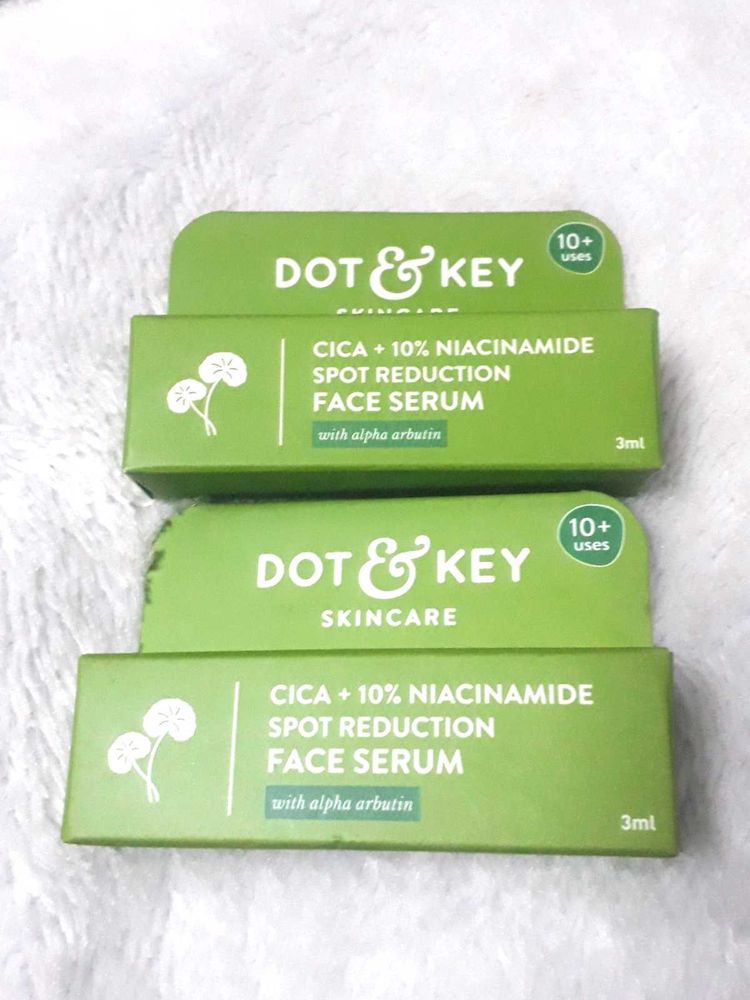 10+
uses
DOT & KEY
SKINCARE
CICA + 10% NIACINAMIDE
SPOT REDUCTION
FACE SERUM
with alpha arbutin
3ml
10+
uses
DOT & KEY
SKINCARE
CICA + 10% NIACINAMIDE
SPOT REDUCTION
FACE SERUM
with alpha arbutin
3ml